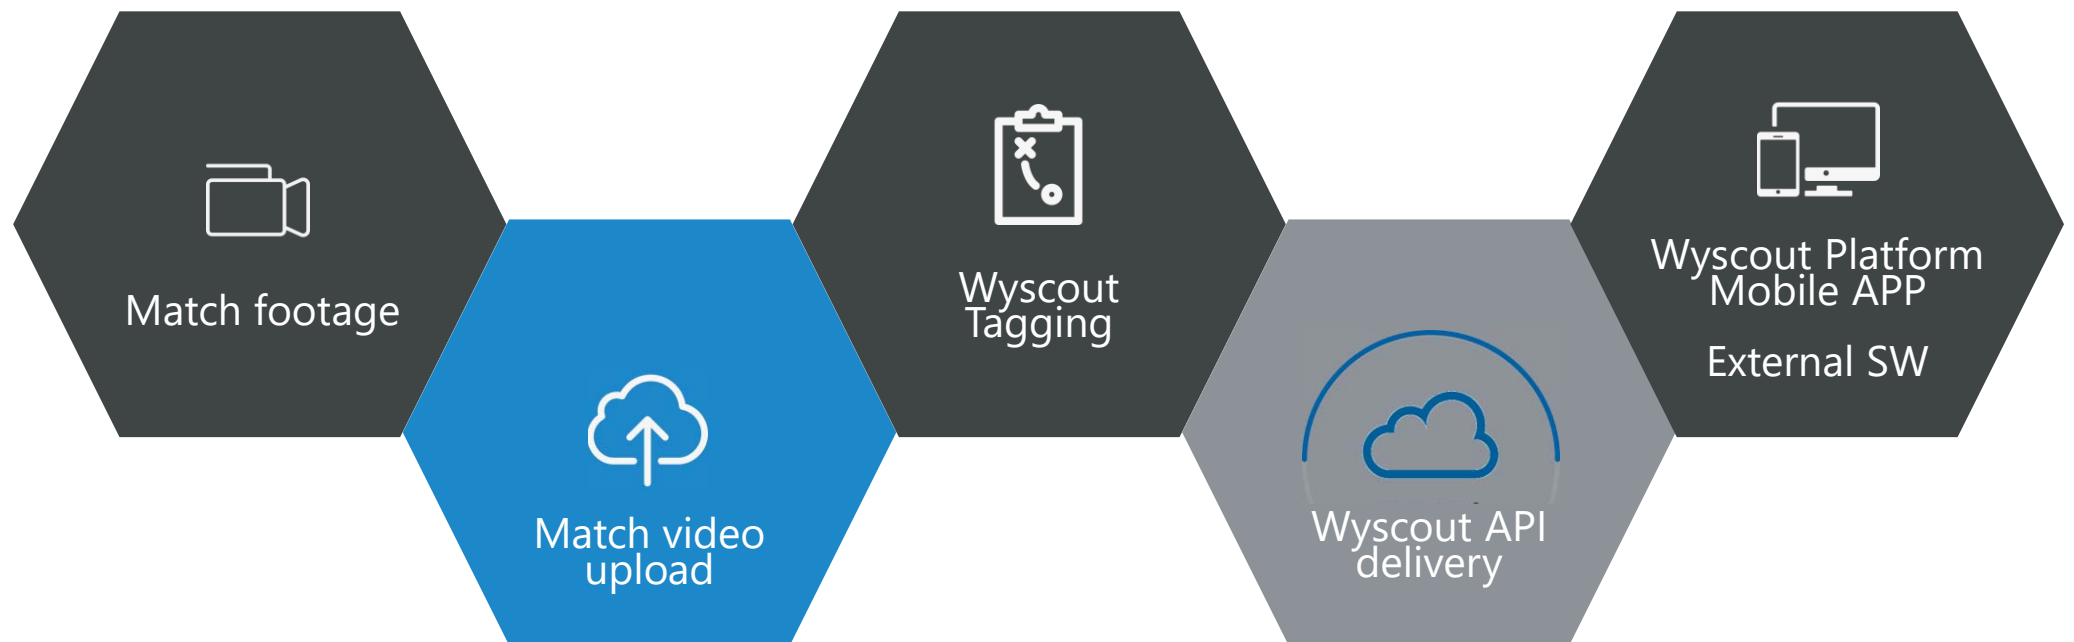 Match footage
Match video
upload
Wyscout
Tagging
Wyscout API
delivery
Wyscout Platform
Mobile APP
External SW